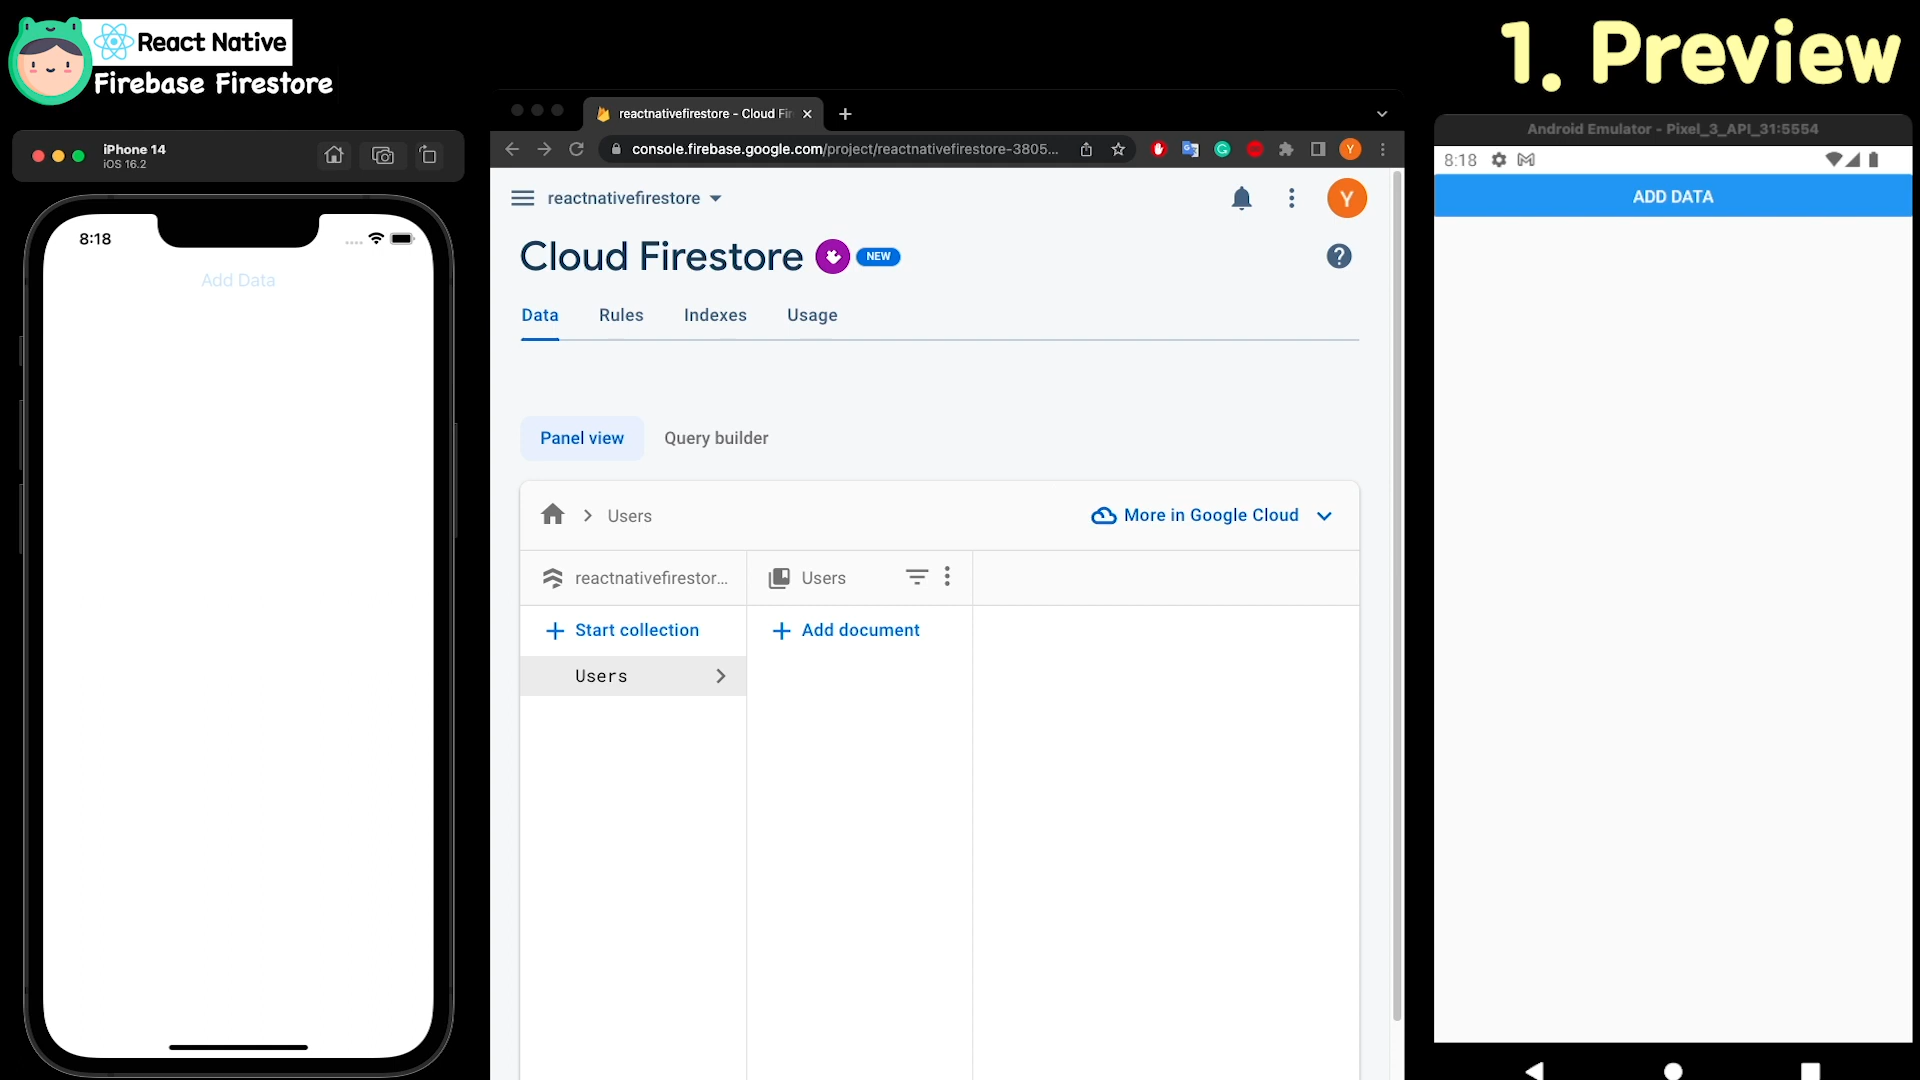 React Native
Firebase Firestore
1. Preview
iPhone 14
iOS 16.2
8:18
Add Data
reactnativefirestore - Cloud Fir
console.firebase.google.com/project/reactnativefirestore-3805...
Y
reactnativefirestore
Y
Cloud Firestore
NEW
Data
Rules
Indexes
Usage
Panel view
Query builder
Users
More in Google Cloud
reactnativefirestor...
Users
Start collection
Add document
Users
Android Emulator - Pixel_3_API_31:5554
8:18
ADD DATA